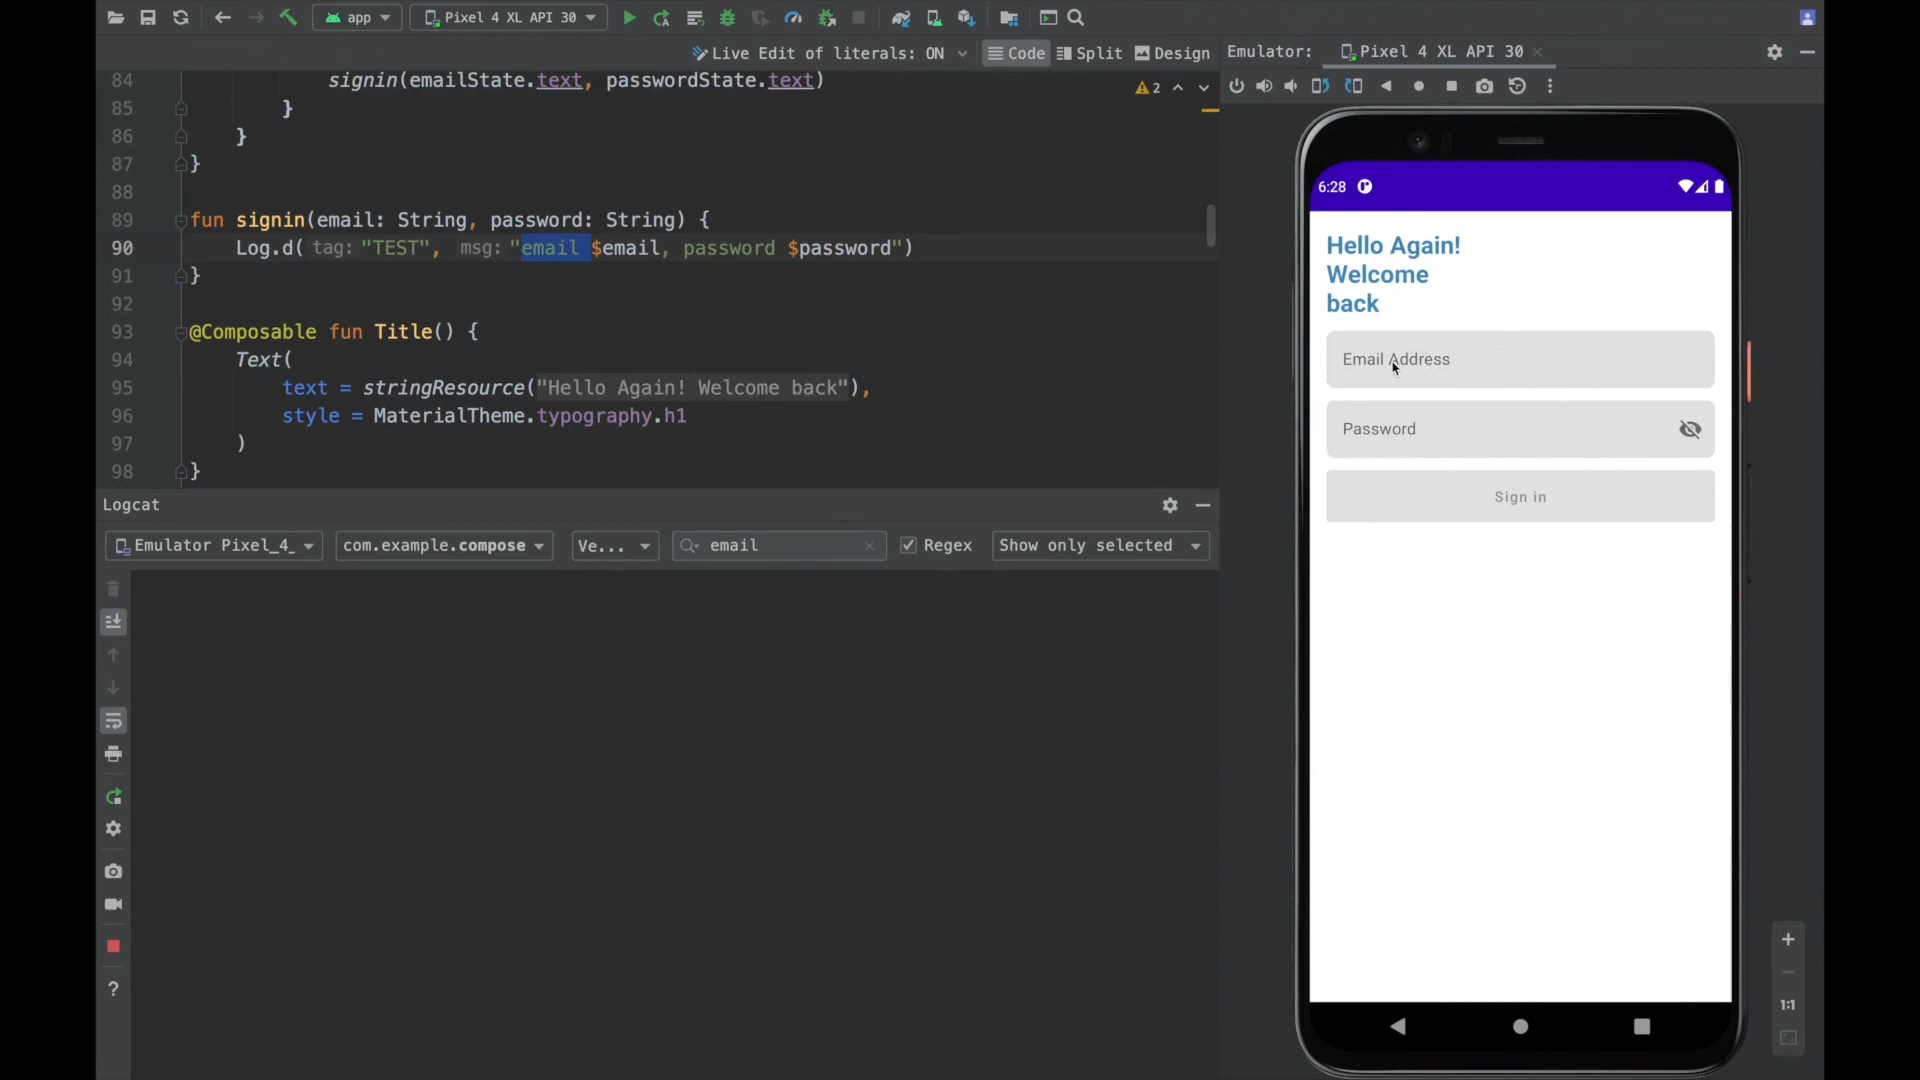 app
Pixel 4 XL API 30
Live Edit of literals: ON
Code
Split
Design
Emulator:
Pixel 4 XL API 30
84 signin(emailState.text, passwordState.text)
85 }
86 }
87 }
88
89 fun signin(email: String, password: String) {
90 Log.d( tag: "TEST", msg: "email $email, password $password")
91 }
92
93 @Composable fun Title() {
94 Text(
95 text = stringResource("Hello Again! Welcome back"),
96 style = MaterialTheme.typography.h1
97 )
98 }
2
Logcat
Emulator Pixel_4_
com.example.compose
Ve...
email
Regex
Show only selected
?
6:28
Hello Again!
Welcome
back
Email Address
Password
Sign in
1:1